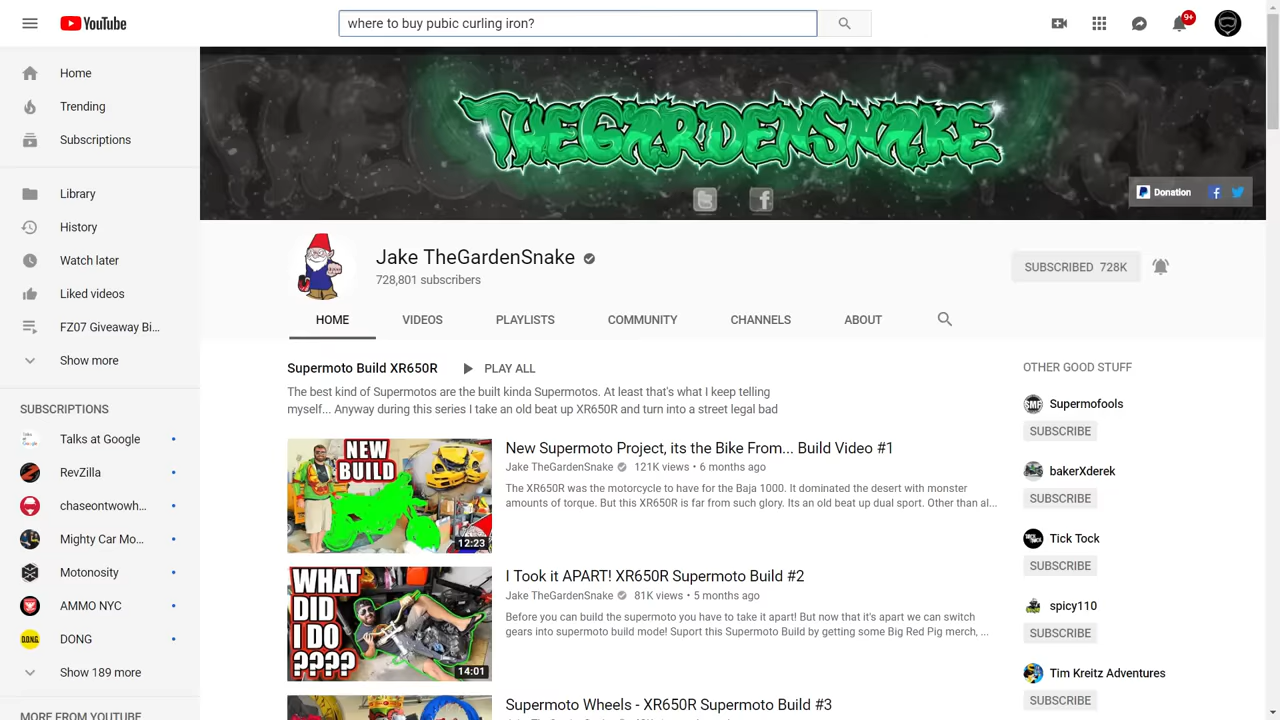 YouTube
where to buy pubic curling iron?
9+
Home
Trending
Subscriptions
Library
History
Watch later
Liked videos
FZ07 Giveaway Bi...
Show more
SUBSCRIPTIONS
Talks at Google
RevZilla
chaseontwowh...
Mighty Car Mo...
Motonosity
AMMO NYC
DONG
Show 189 more
MORE FROM YOUTUBE
THEGARDENSNAKE
Donation
Jake TheGardenSnake
728,801 subscribers
SUBSCRIBED 728K
HOME
VIDEOS
PLAYLISTS
COMMUNITY
CHANNELS
ABOUT
Supermoto Build XR650R
PLAY ALL
The best kind of Supermotos are the built kinda Supermotos. At least that's what I keep telling
myself... Anyway during this series I take an old beat up XR650R and turn into a street legal bad
NEW
BUILD
12:23
New Supermoto Project, its the Bike From... Build Video #1
Jake TheGardenSnake 121K views • 6 months ago
The XR650R was the motorcycle to have for the Baja 1000. It dominated the desert with monster
amounts of torque. But this XR650R is far from such glory. Its an old beat up dual sport. Other than al...
WHAT
DID
I DO
????
14:01
I Took it APART! XR650R Supermoto Build #2
Jake TheGardenSnake 81K views • 5 months ago
Before you can build the supermoto you have to take it apart! But now that it's apart we can switch
gears into supermoto build mode! Suport this Supermoto Build by getting some Big Red Pig merch, ...
Supermoto Wheels - XR650R Supermoto Build #3
OTHER GOOD STUFF
SMF
Supermofools
SUBSCRIBE
bakerXderek
SUBSCRIBE
Tick Tock
SUBSCRIBE
spicy110
SUBSCRIBE
Tim Kreitz Adventures
SUBSCRIBE